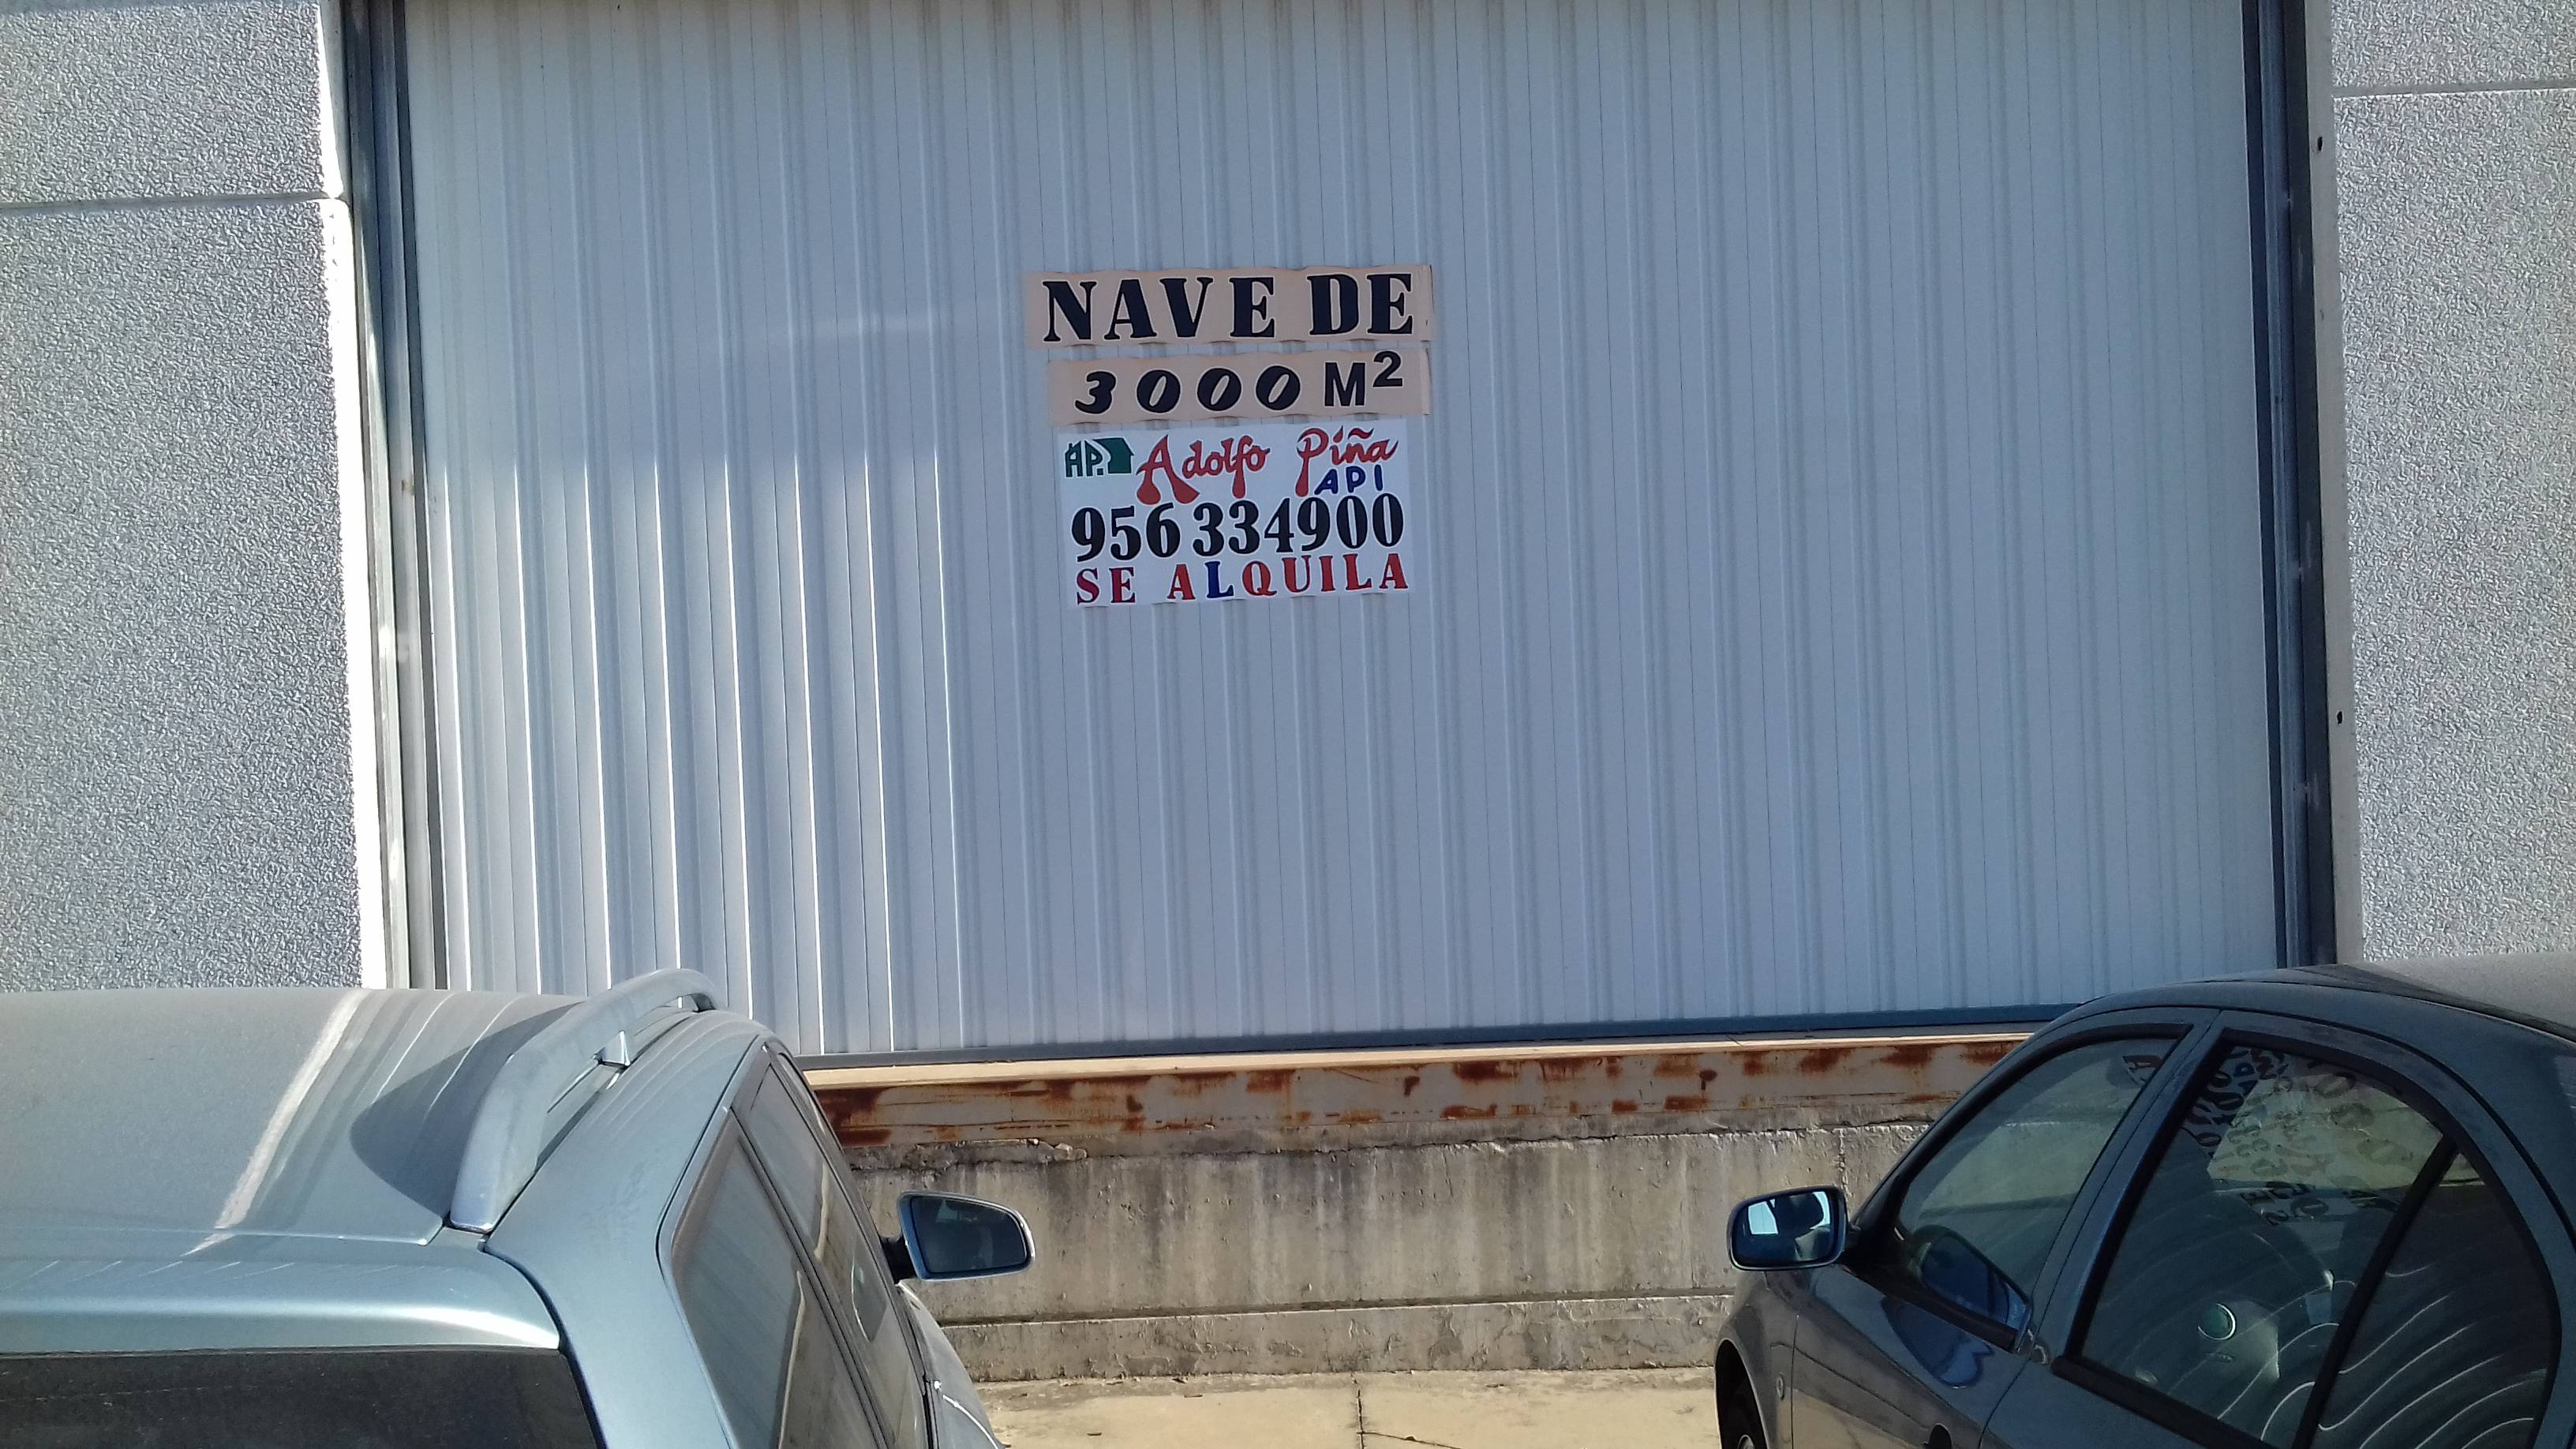 NAVE DE
3000 M²
AP. Adolfo Piña
API
956 334900
SE ALQUILA